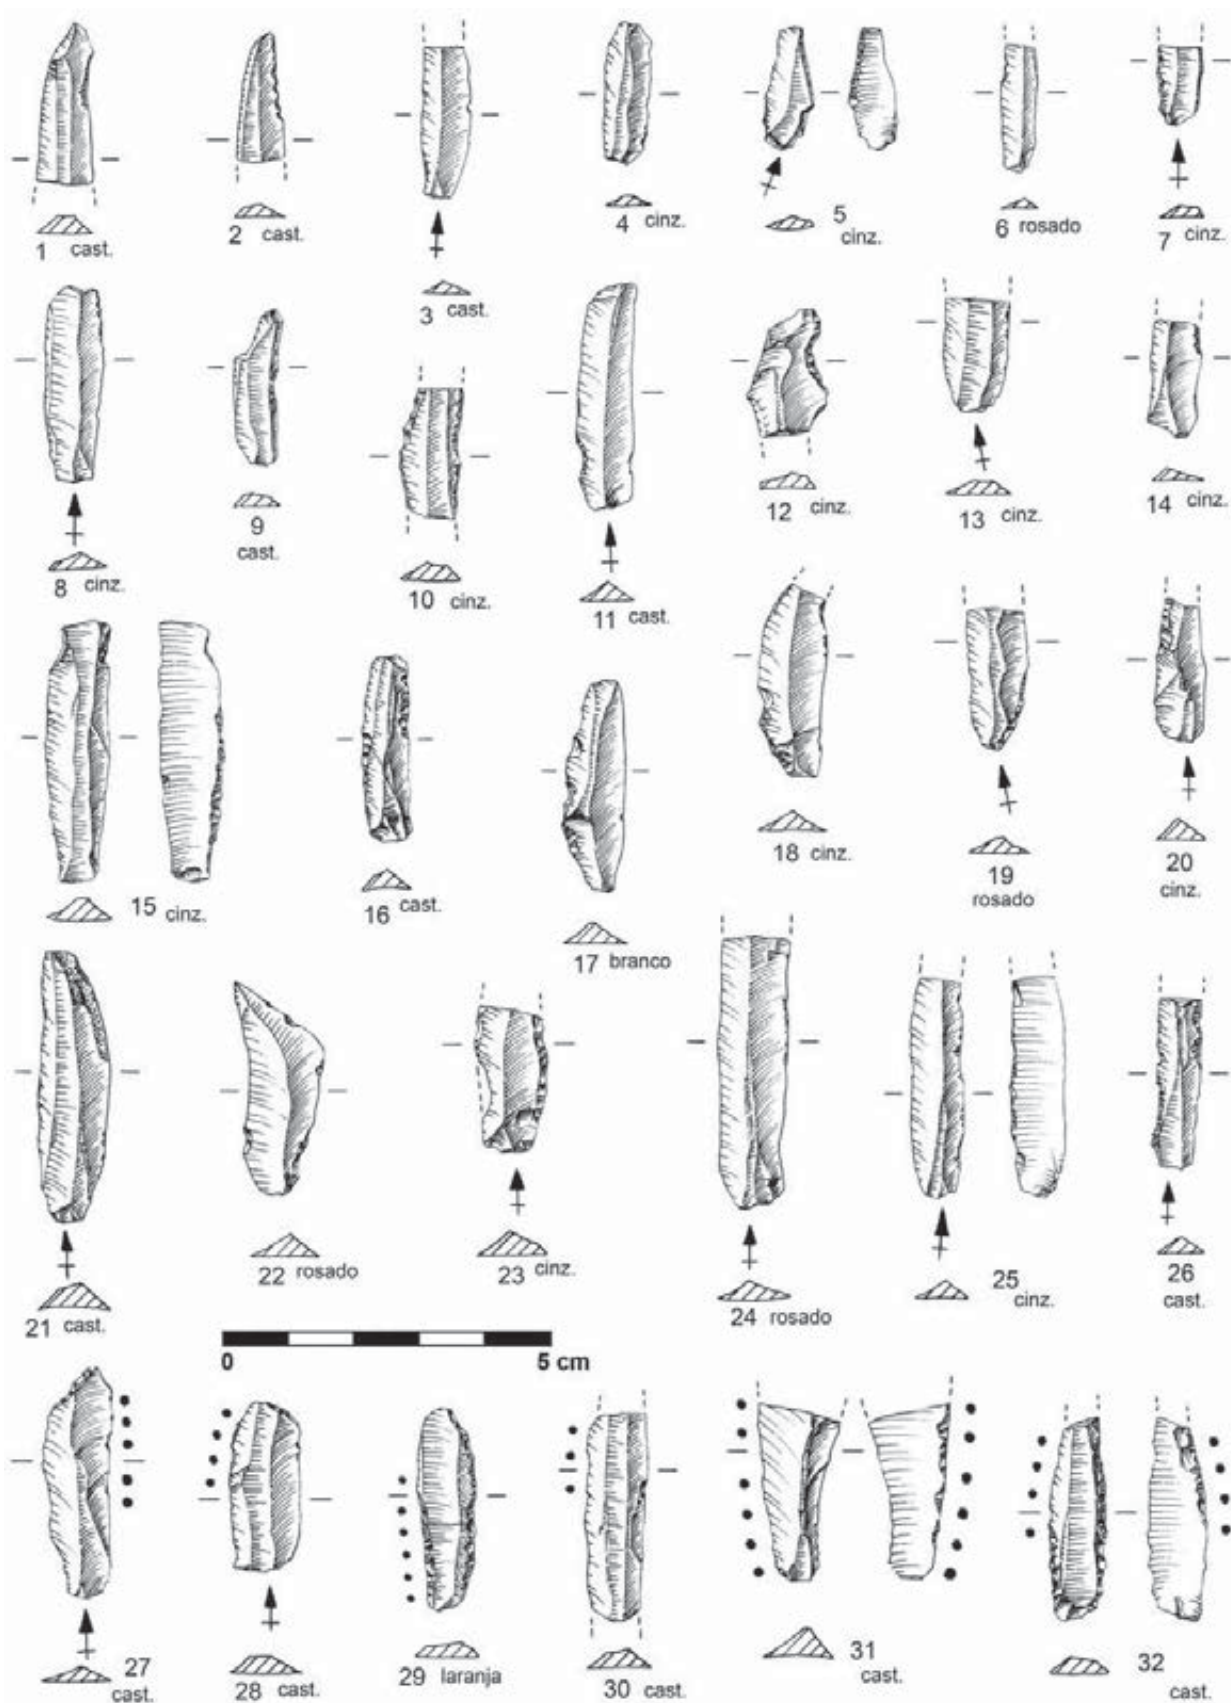 1 cast.
2 cast.
3 cast.
4 cinz.
5
cinz.
6 rosado
7 cinz.
8 cinz.
9
cast.
10 cinz.
11 cast.
12 cinz.
13
cinz.
14 cinz.
15 cinz.
16 cast.
17 branco
18 cinz.
19
rosado
20
cinz.
21 cast.
22 rosado
23 cinz.
24 rosado
25
cinz.
26
cast.
0 5 cm
27
cast.
28 cast.
29 laranja
30 cast.
31
cast.
32
cast.